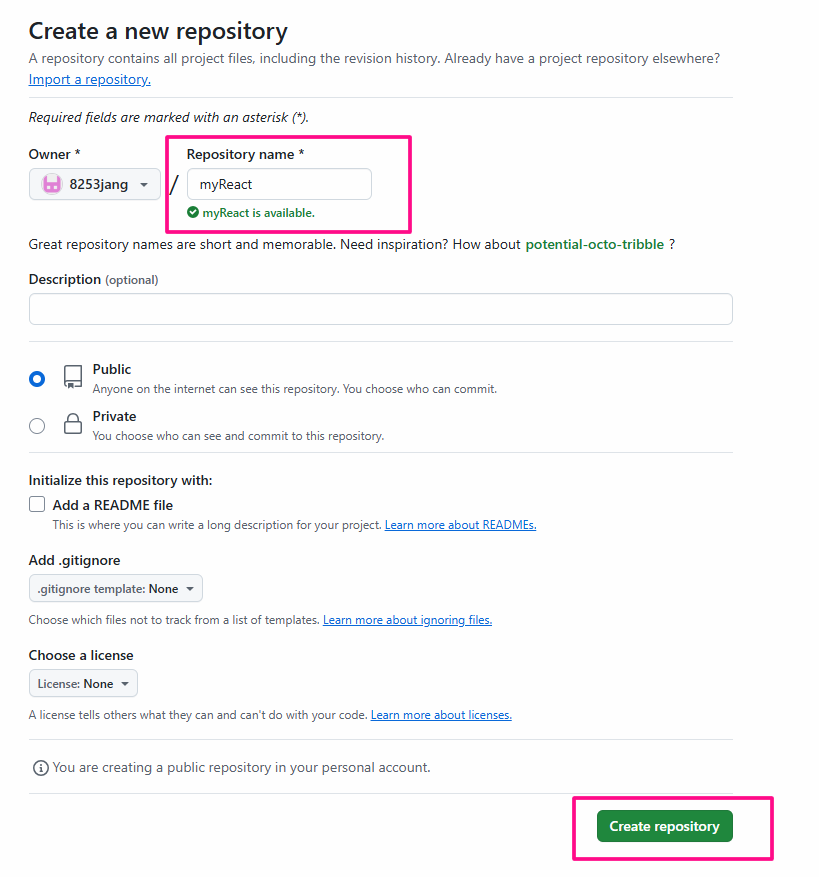 Create a new repository
A repository contains all project files, including the revision history. Already have a project repository elsewhere?
Import a repository.
Required fields are marked with an asterisk (*).
Owner *
Repository name *
8253jang
/
myReact
myReact is available.
Great repository names are short and memorable. Need inspiration? How about potential-octo-tribble ?
Description (optional)
Public
Anyone on the internet can see this repository. You choose who can commit.
Private
You choose who can see and commit to this repository.
Initialize this repository with:
Add a README file
This is where you can write a long description for your project. Learn more about READMEs.
Add .gitignore
.gitignore template: None
Choose which files not to track from a list of templates. Learn more about ignoring files.
Choose a license
License: None
A license tells others what they can and can't do with your code. Learn more about licenses.
You are creating a public repository in your personal account.
Create repository